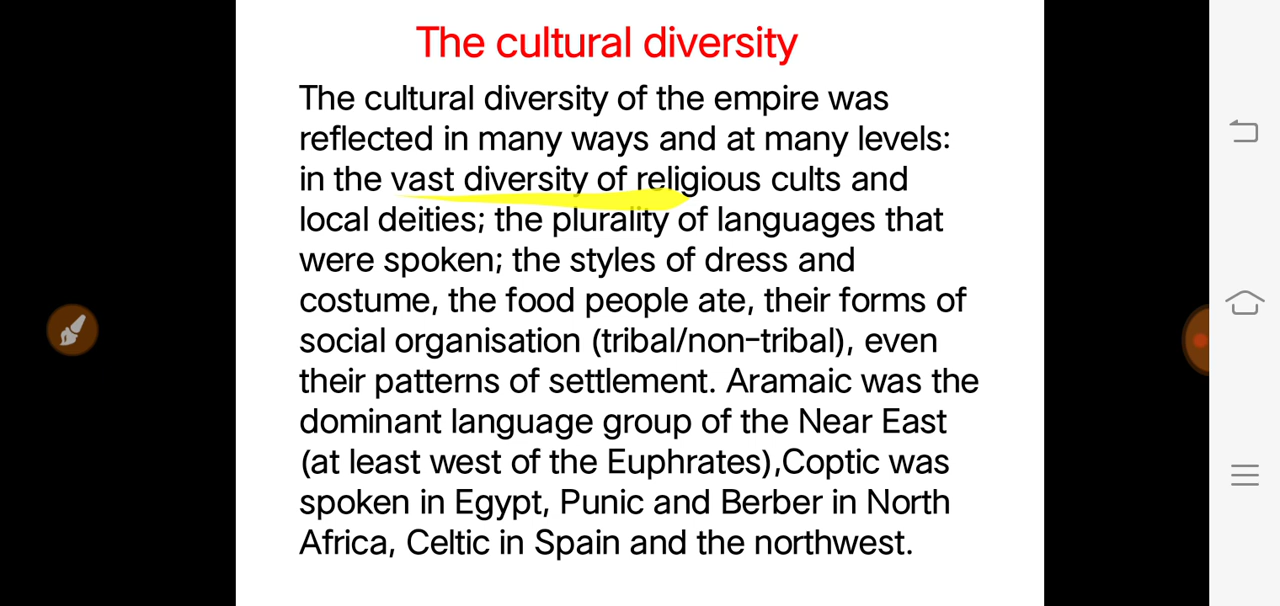 The cultural diversity
The cultural diversity of the empire was
reflected in many ways and at many levels:
in the vast diversity of religious cults and
local deities; the plurality of languages that
were spoken; the styles of dress and
costume, the food people ate, their forms of
social organisation (tribal/non-tribal), even
their patterns of settlement. Aramaic was the
dominant language group of the Near East
(at least west of the Euphrates),Coptic was
spoken in Egypt, Punic and Berber in North
Africa, Celtic in Spain and the northwest.